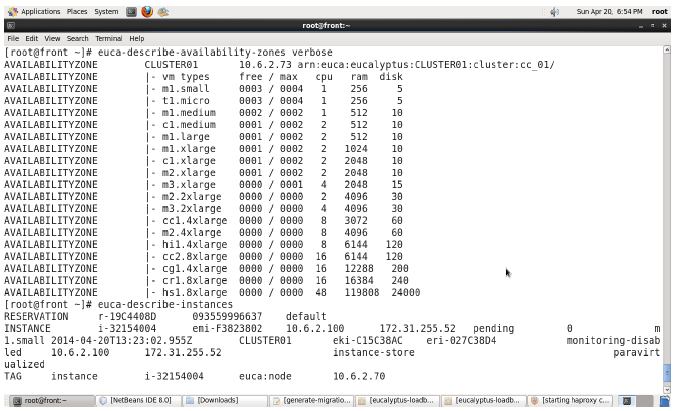 Applications Places System Sun Apr 20, 6:54 PM root
root@front:~
File Edit View Search Terminal Help
[root@front ~]# euca-describe-availability-zones verbose
AVAILABILITYZONE CLUSTER01 10.6.2.73 arn:euca:eucalyptus:CLUSTER01:cluster:cc_01/
AVAILABILITYZONE |- vm types free / max cpu ram disk
AVAILABILITYZONE |- m1.small 0003 / 0004 1 256 5
AVAILABILITYZONE |- t1.micro 0003 / 0004 1 256 5
AVAILABILITYZONE |- m1.medium 0002 / 0002 1 512 10
AVAILABILITYZONE |- c1.medium 0001 / 0002 2 512 10
AVAILABILITYZONE |- m1.large 0001 / 0002 2 512 10
AVAILABILITYZONE |- m1.xlarge 0001 / 0002 2 1024 10
AVAILABILITYZONE |- c1.xlarge 0001 / 0002 2 2048 10
AVAILABILITYZONE |- m2.xlarge 0001 / 0002 2 2048 10
AVAILABILITYZONE |- m3.xlarge 0000 / 0001 4 2048 15
AVAILABILITYZONE |- m2.2xlarge 0000 / 0000 2 4096 30
AVAILABILITYZONE |- m3.2xlarge 0000 / 0000 4 4096 30
AVAILABILITYZONE |- cc1.4xlarge 0000 / 0000 8 3072 60
AVAILABILITYZONE |- m2.4xlarge 0000 / 0000 8 4096 60
AVAILABILITYZONE |- hi1.4xlarge 0000 / 0000 8 6144 120
AVAILABILITYZONE |- cc2.8xlarge 0000 / 0000 16 6144 120
AVAILABILITYZONE |- cg1.4xlarge 0000 / 0000 16 12288 200
AVAILABILITYZONE |- cr1.8xlarge 0000 / 0000 16 16384 240
AVAILABILITYZONE |- hs1.8xlarge 0000 / 0000 48 119808 24000
[root@front ~]# euca-describe-instances
RESERVATION r-19C4408D 093559996637 default
INSTANCE i-32154004 emi-F3823802 10.6.2.100 172.31.255.52 pending 0 m
1.small 2014-04-20T13:23:02.955Z CLUSTER01 eki-C15C38AC eri-027C38D4 monitoring-disab
led 10.6.2.100 172.31.255.52 instance-store paravirt
ualized
TAG instance i-32154004 euca:node 10.6.2.70
root@front:~ [NetBeans IDE 8.0] [Downloads] [generate-migratio... [eucalyptus-loadb... [eucalyptus-loadb... [starting haproxy c...